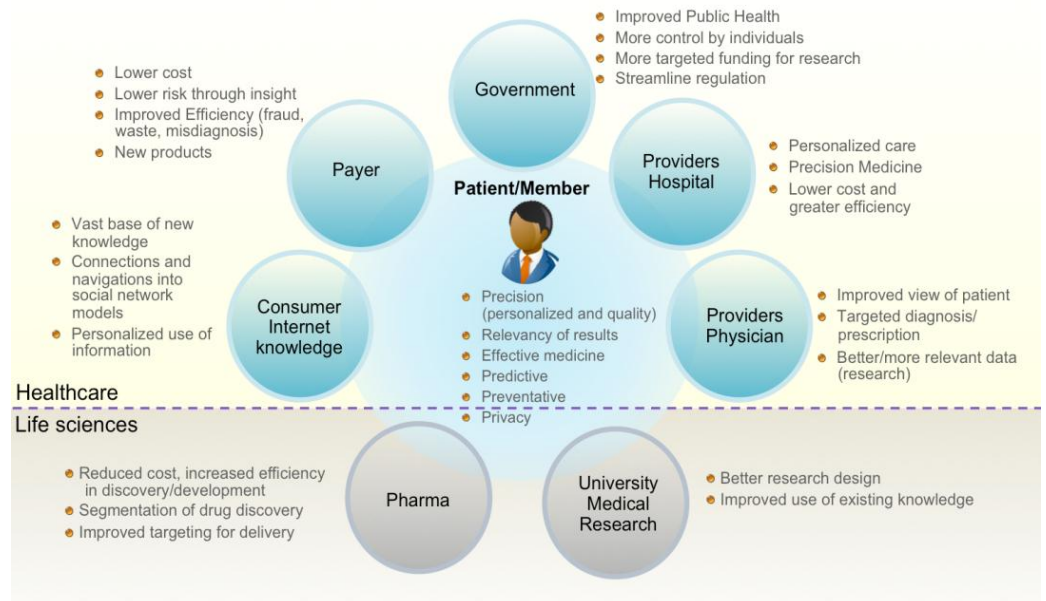 Government
Improved Public Health
More control by individuals
More targeted funding for research
Streamline regulation
Lower cost
Lower risk through insight
Improved Efficiency (fraud,
waste, misdiagnosis)
New products
Payer
Providers
Hospital
Personalized care
Precision Medicine
Lower cost and
greater efficiency
Patient/Member
Precision
(personalized and quality)
Relevancy of results
Effective medicine
Predictive
Preventative
Privacy
Vast base of new
knowledge
Connections and
navigations into
social network
models
Personalized use of
information
Consumer
Internet
knowledge
Providers
Physician
Improved view of patient
Targeted diagnosis/
prescription
Better/more relevant data
(research)
Healthcare
Life sciences
Reduced cost, increased efficiency
in discovery/development
Segmentation of drug discovery
Improved targeting for delivery
Pharma
University
Medical
Research
Better research design
Improved use of existing knowledge